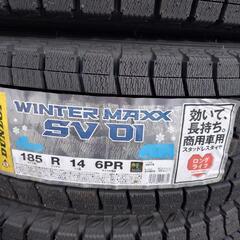 DUNLOP
WINTER MAXX
SV 01
185 R 14 6PR
効いて、
長持ち。
商用車用
スタッドレスタイヤ
ロング
ライフ